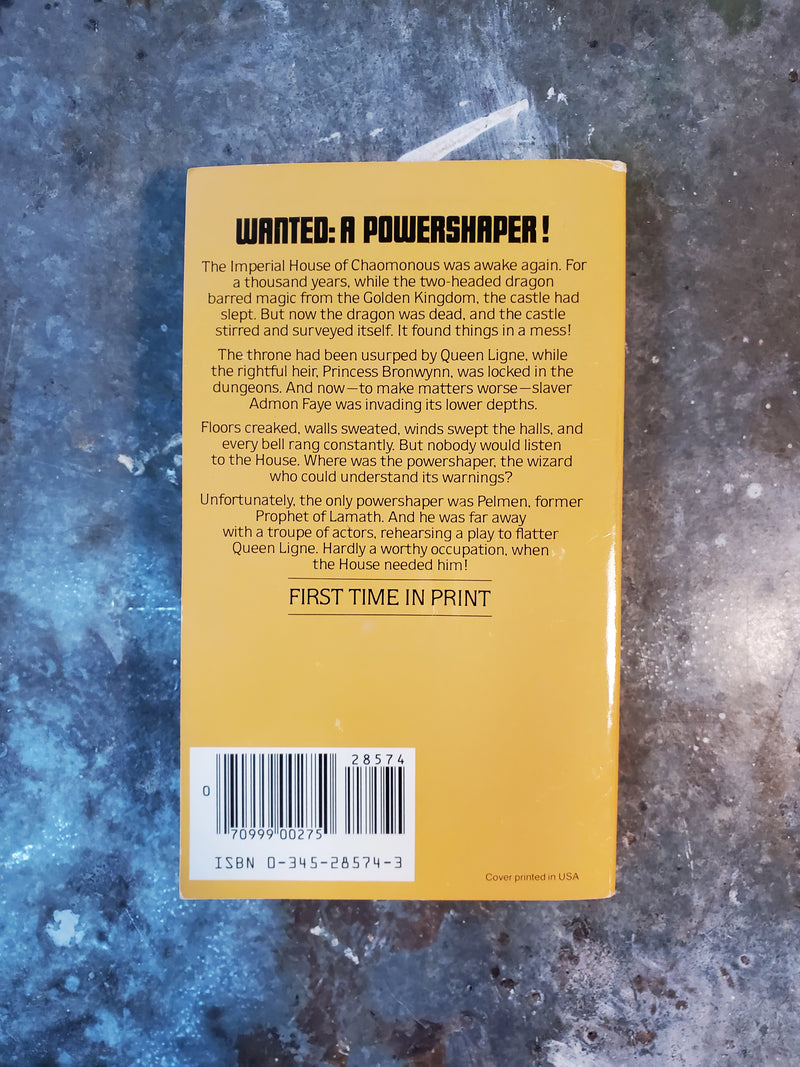 WANTED: A POWERSHAPER!
The Imperial House of Chaomonous was awake again. For
a thousand years, while the two-headed dragon
barred magic from the Golden Kingdom, the castle had
slept. But now the dragon was dead, and the castle
stirred and surveyed itself. It found things in a mess!
The throne had been usurped by Queen Ligne, while
the rightful heir, Princess Bronwynn, was locked in the
dungeons. And now—to make matters worse—slaver
Admon Faye was invading its lower depths.
Floors creaked, walls sweated, winds swept the halls, and
every bell rang constantly. But nobody would listen
to the House. Where was the powershaper, the wizard
who could understand its warnings?
Unfortunately, the only powershaper was Pelmen, former
Prophet of Lamath. And he was far away
with a troupe of actors, rehearsing a play to flatter
Queen Ligne. Hardly a worthy occupation, when
the House needed him!
FIRST TIME IN PRINT
28574
0
70999 00275
ISBN 0-345-28574-3
Cover printed in USA